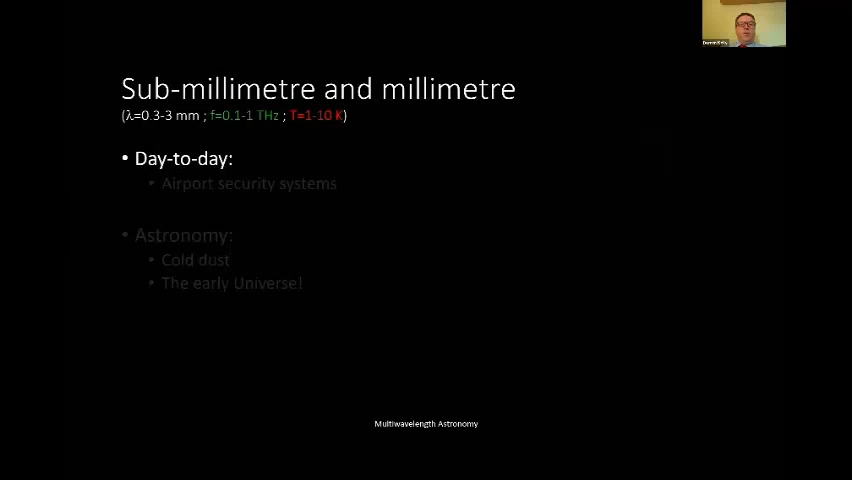 Sub-millimetre and millimetre
(λ=0.3-3 mm ; f=0.1-1 THz ; T=1-10 K)
• Day-to-day:
• Airport security systems
• Astronomy:
• Cold dust
• The early Universe!
Multiwavelength Astronomy